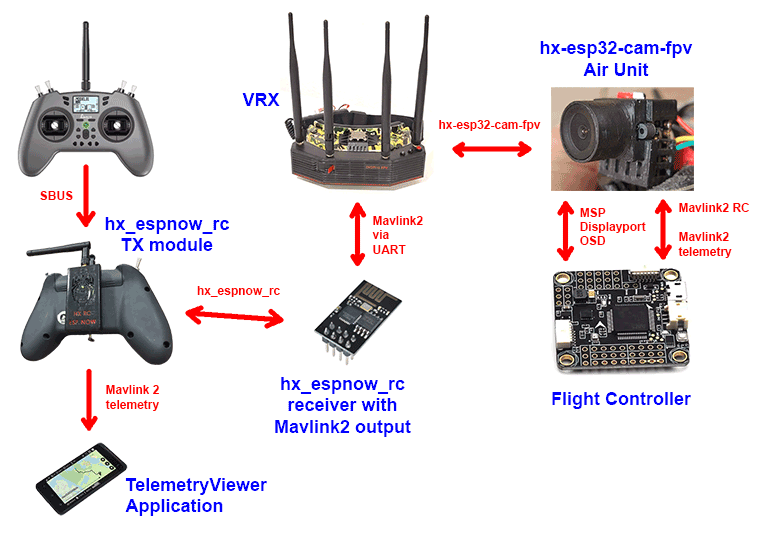 hx-esp32-cam-fpv
Air Unit
VRX
hx-esp32-cam-fpv
SBUS
hx_espnow_rc
TX module
Mavlink2
via
UART
MSP
Displayport
OSD
Mavlink2 RC
Mavlink2
telemetry
hx_espnow_rc
Mavlink 2
telemetry
hx_espnow_rc
receiver with
Mavlink2 output
Flight Controller
TelemetryViewer
Application